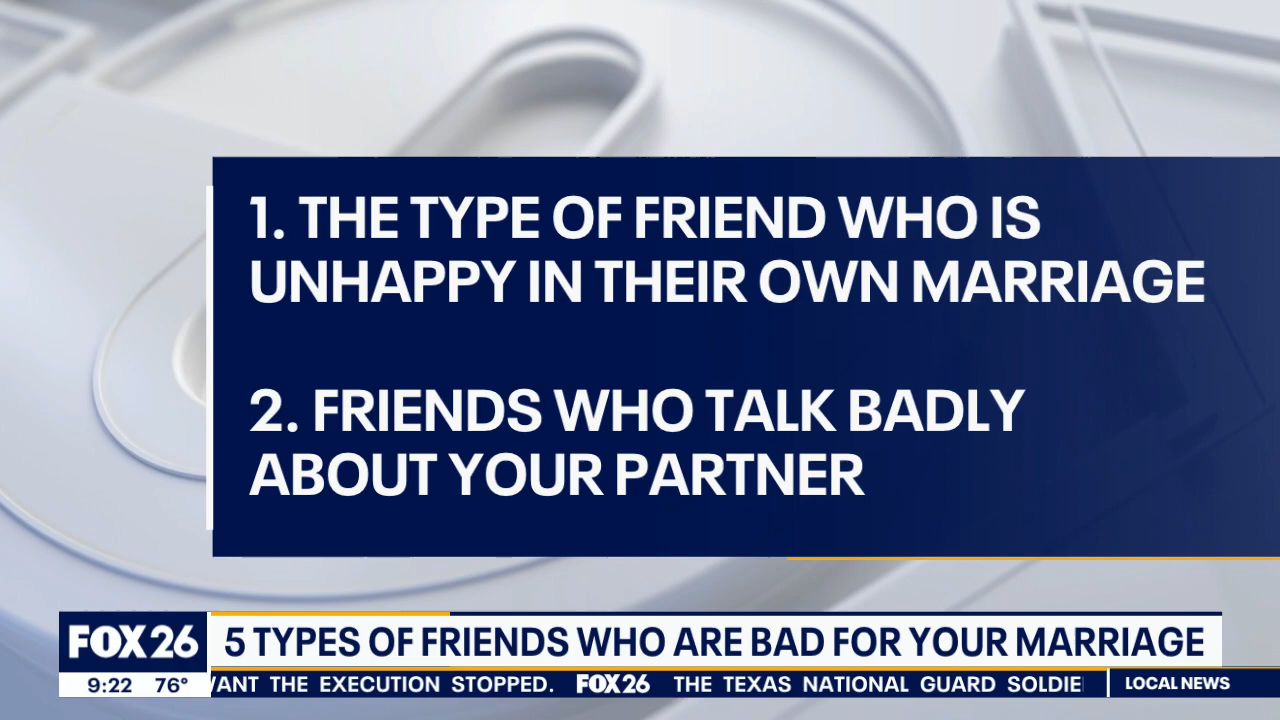 1. THE TYPE OF FRIEND WHO IS
UNHAPPY IN THEIR OWN MARRIAGE
2. FRIENDS WHO TALK BADLY
ABOUT YOUR PARTNER
FOX 26
5 TYPES OF FRIENDS WHO ARE BAD FOR YOUR MARRIAGE
9:22 76°
THE EXECUTION STOPPED. FOX 26 THE TEXAS NATIONAL GUARD
LOCAL NEWS